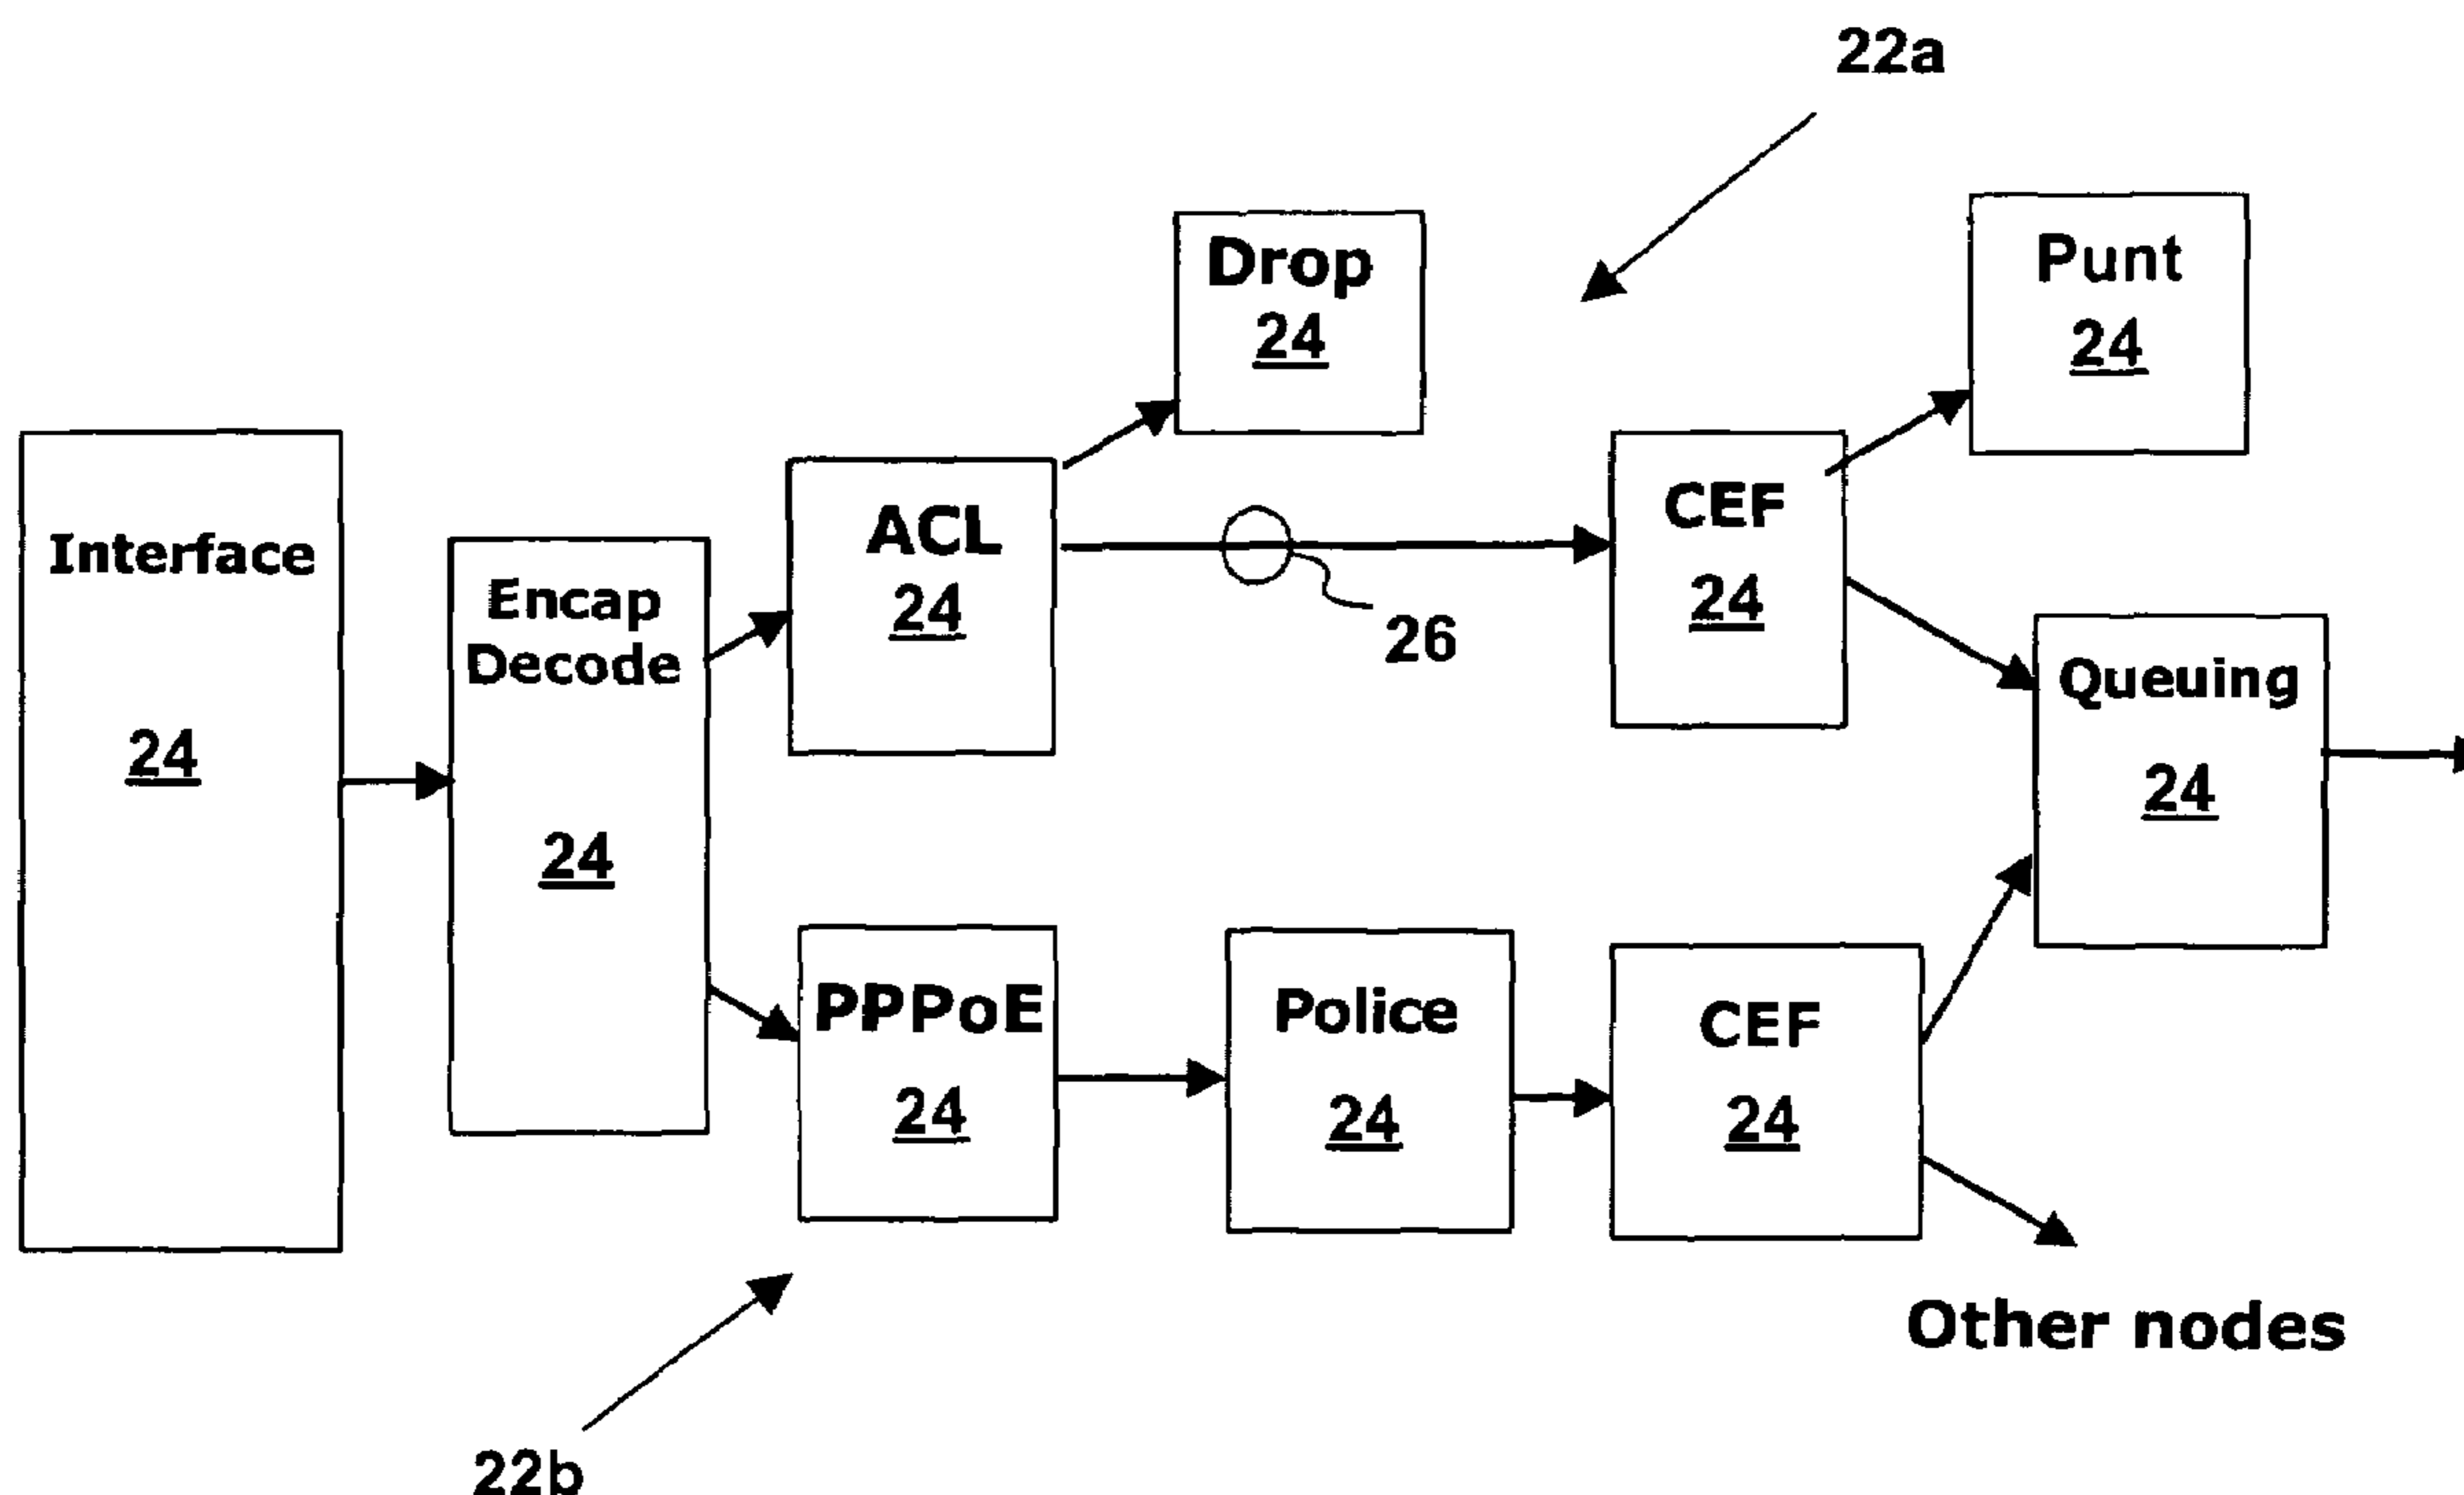 22a
Drop
24
Punt
24
Interface
24
Encap
Decode
24
ACL
24
26
CEF
24
Queuing
24
PPPoE
24
Police
24
CEF
24
Other nodes
22b